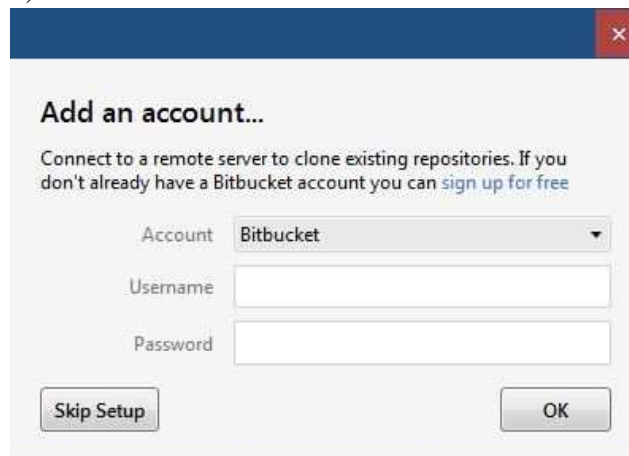 Add an account...
Connect to a remote server to clone existing repositories. If you
don't already have a Bitbucket account you can sign up for free
Account Bitbucket
Username
Password
Skip Setup OK